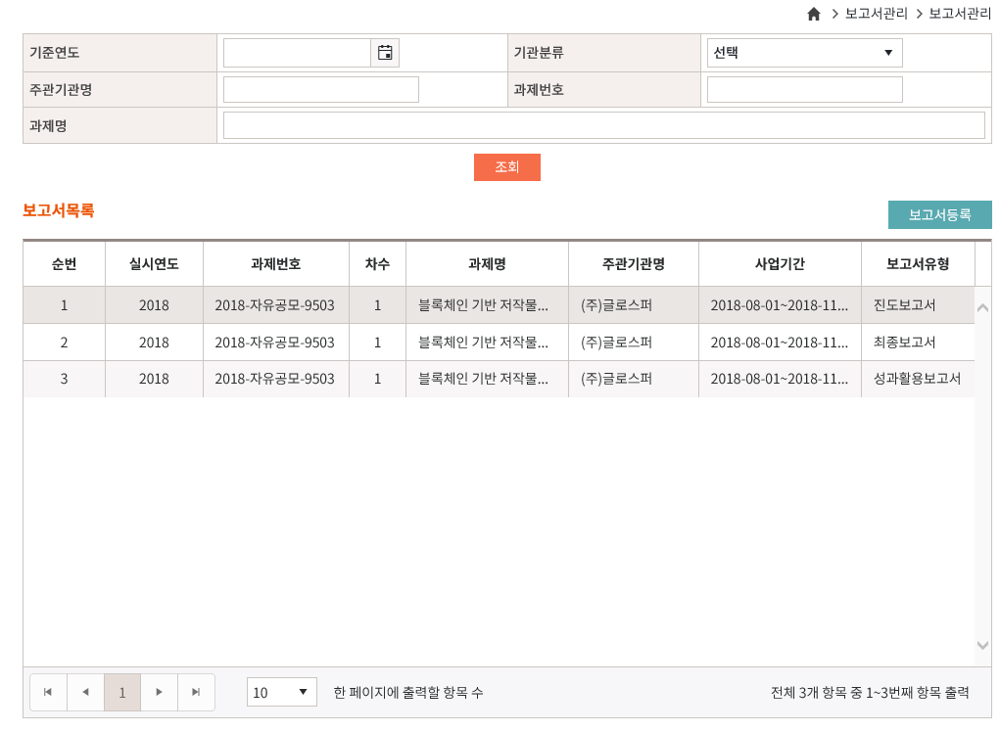 보고서관리 > 보고서관리
기준연도 기관분류 선택
주관기관명 과제번호
과제명
조회
보고서목록
보고서등록
순번 실시연도 과제번호 차수 과제명 주관기관명 사업기간 보고서유형
1 2018 2018-자유공모-9503 1 블록체인 기반 저작물... (주)글로스퍼 2018-08-01~2018-11... 진도보고서
2 2018 2018-자유공모-9503 1 블록체인 기반 저작물... (주)글로스퍼 2018-08-01~2018-11... 최종보고서
3 2018 2018-자유공모-9503 1 블록체인 기반 저작물... (주)글로스퍼 2018-08-01~2018-11... 성과활용보고서
1 10 한 페이지에 출력할 항목 수 전체 3개 항목 중 1~3번째 항목 출력